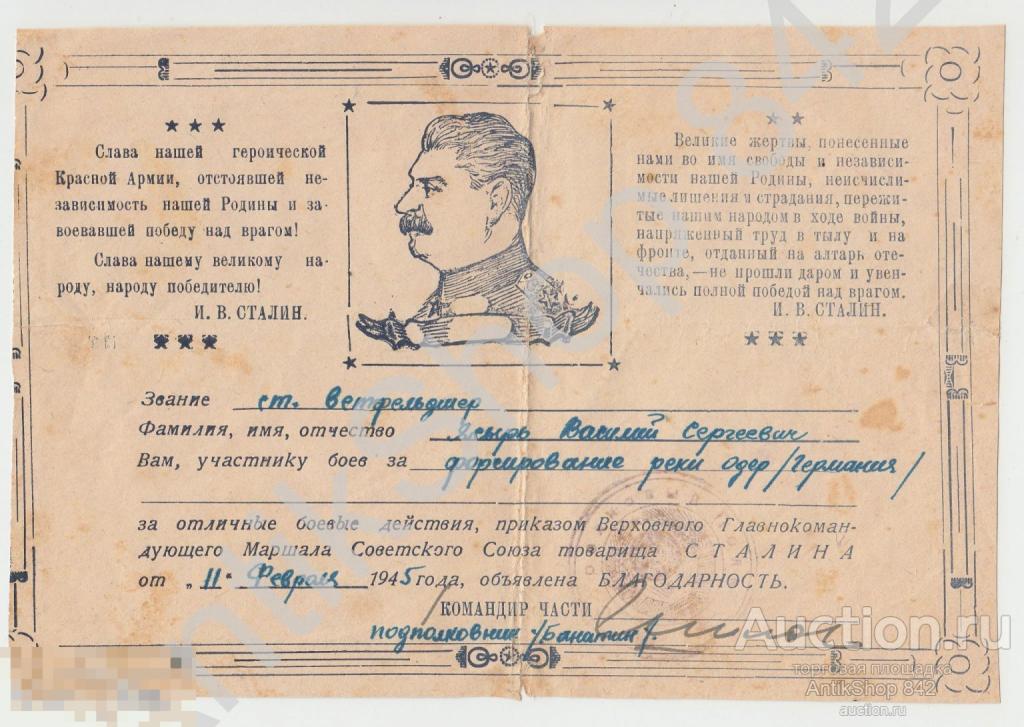 Слава нашей героической
Красной Армии, отстоявшей не-
зависимость нашей Родины и за-
воевавшей победу над врагом!
Слава нашему великому на-
роду, народу победителю!
И. В. СТАЛИН.
Великие жертвы, понесенные
нами во имя свободы и независи-
мости нашей Родины, неисчисли-
мые лишения и страдания, пережи-
тые нашим народом в ходе войны,
напряженный труд в тылу и на
фронте, отданный на алтарь оте-
чества,—не прошли даром и увен-
чались полной победой над врагом.
И. В. СТАЛИН.
Звание ст. ветфельдшер
Фамилия, имя, отчество Якырь Василий Сергеевич
Вам, участнику боев за форсирование реки Одер /Германия/
за отличные боевые действия, приказом Верховного Главнокоман-
дующего Маршала Советского Союза товарища СТАЛИНА
от „11" Февраля 1945 года, объявлена БЛАГОДАРНОСТЬ.
КОМАНДИР ЧАСТИ
подполковник /Банатин/
Auction.ru
торговая площадка
AntikShop 842
auction.ru